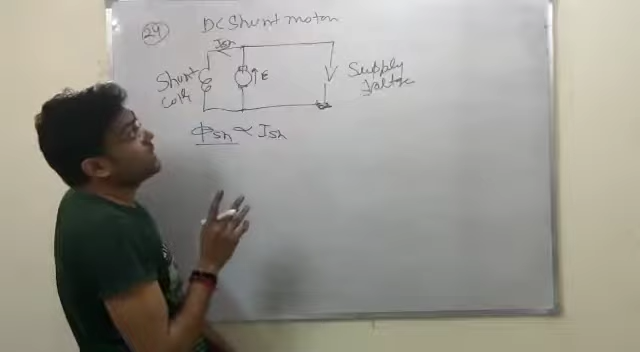 24
DC Shunt motor
Ish
Shunt
coil
E
V
Supply
Voltage
Φsh ∝ Ish